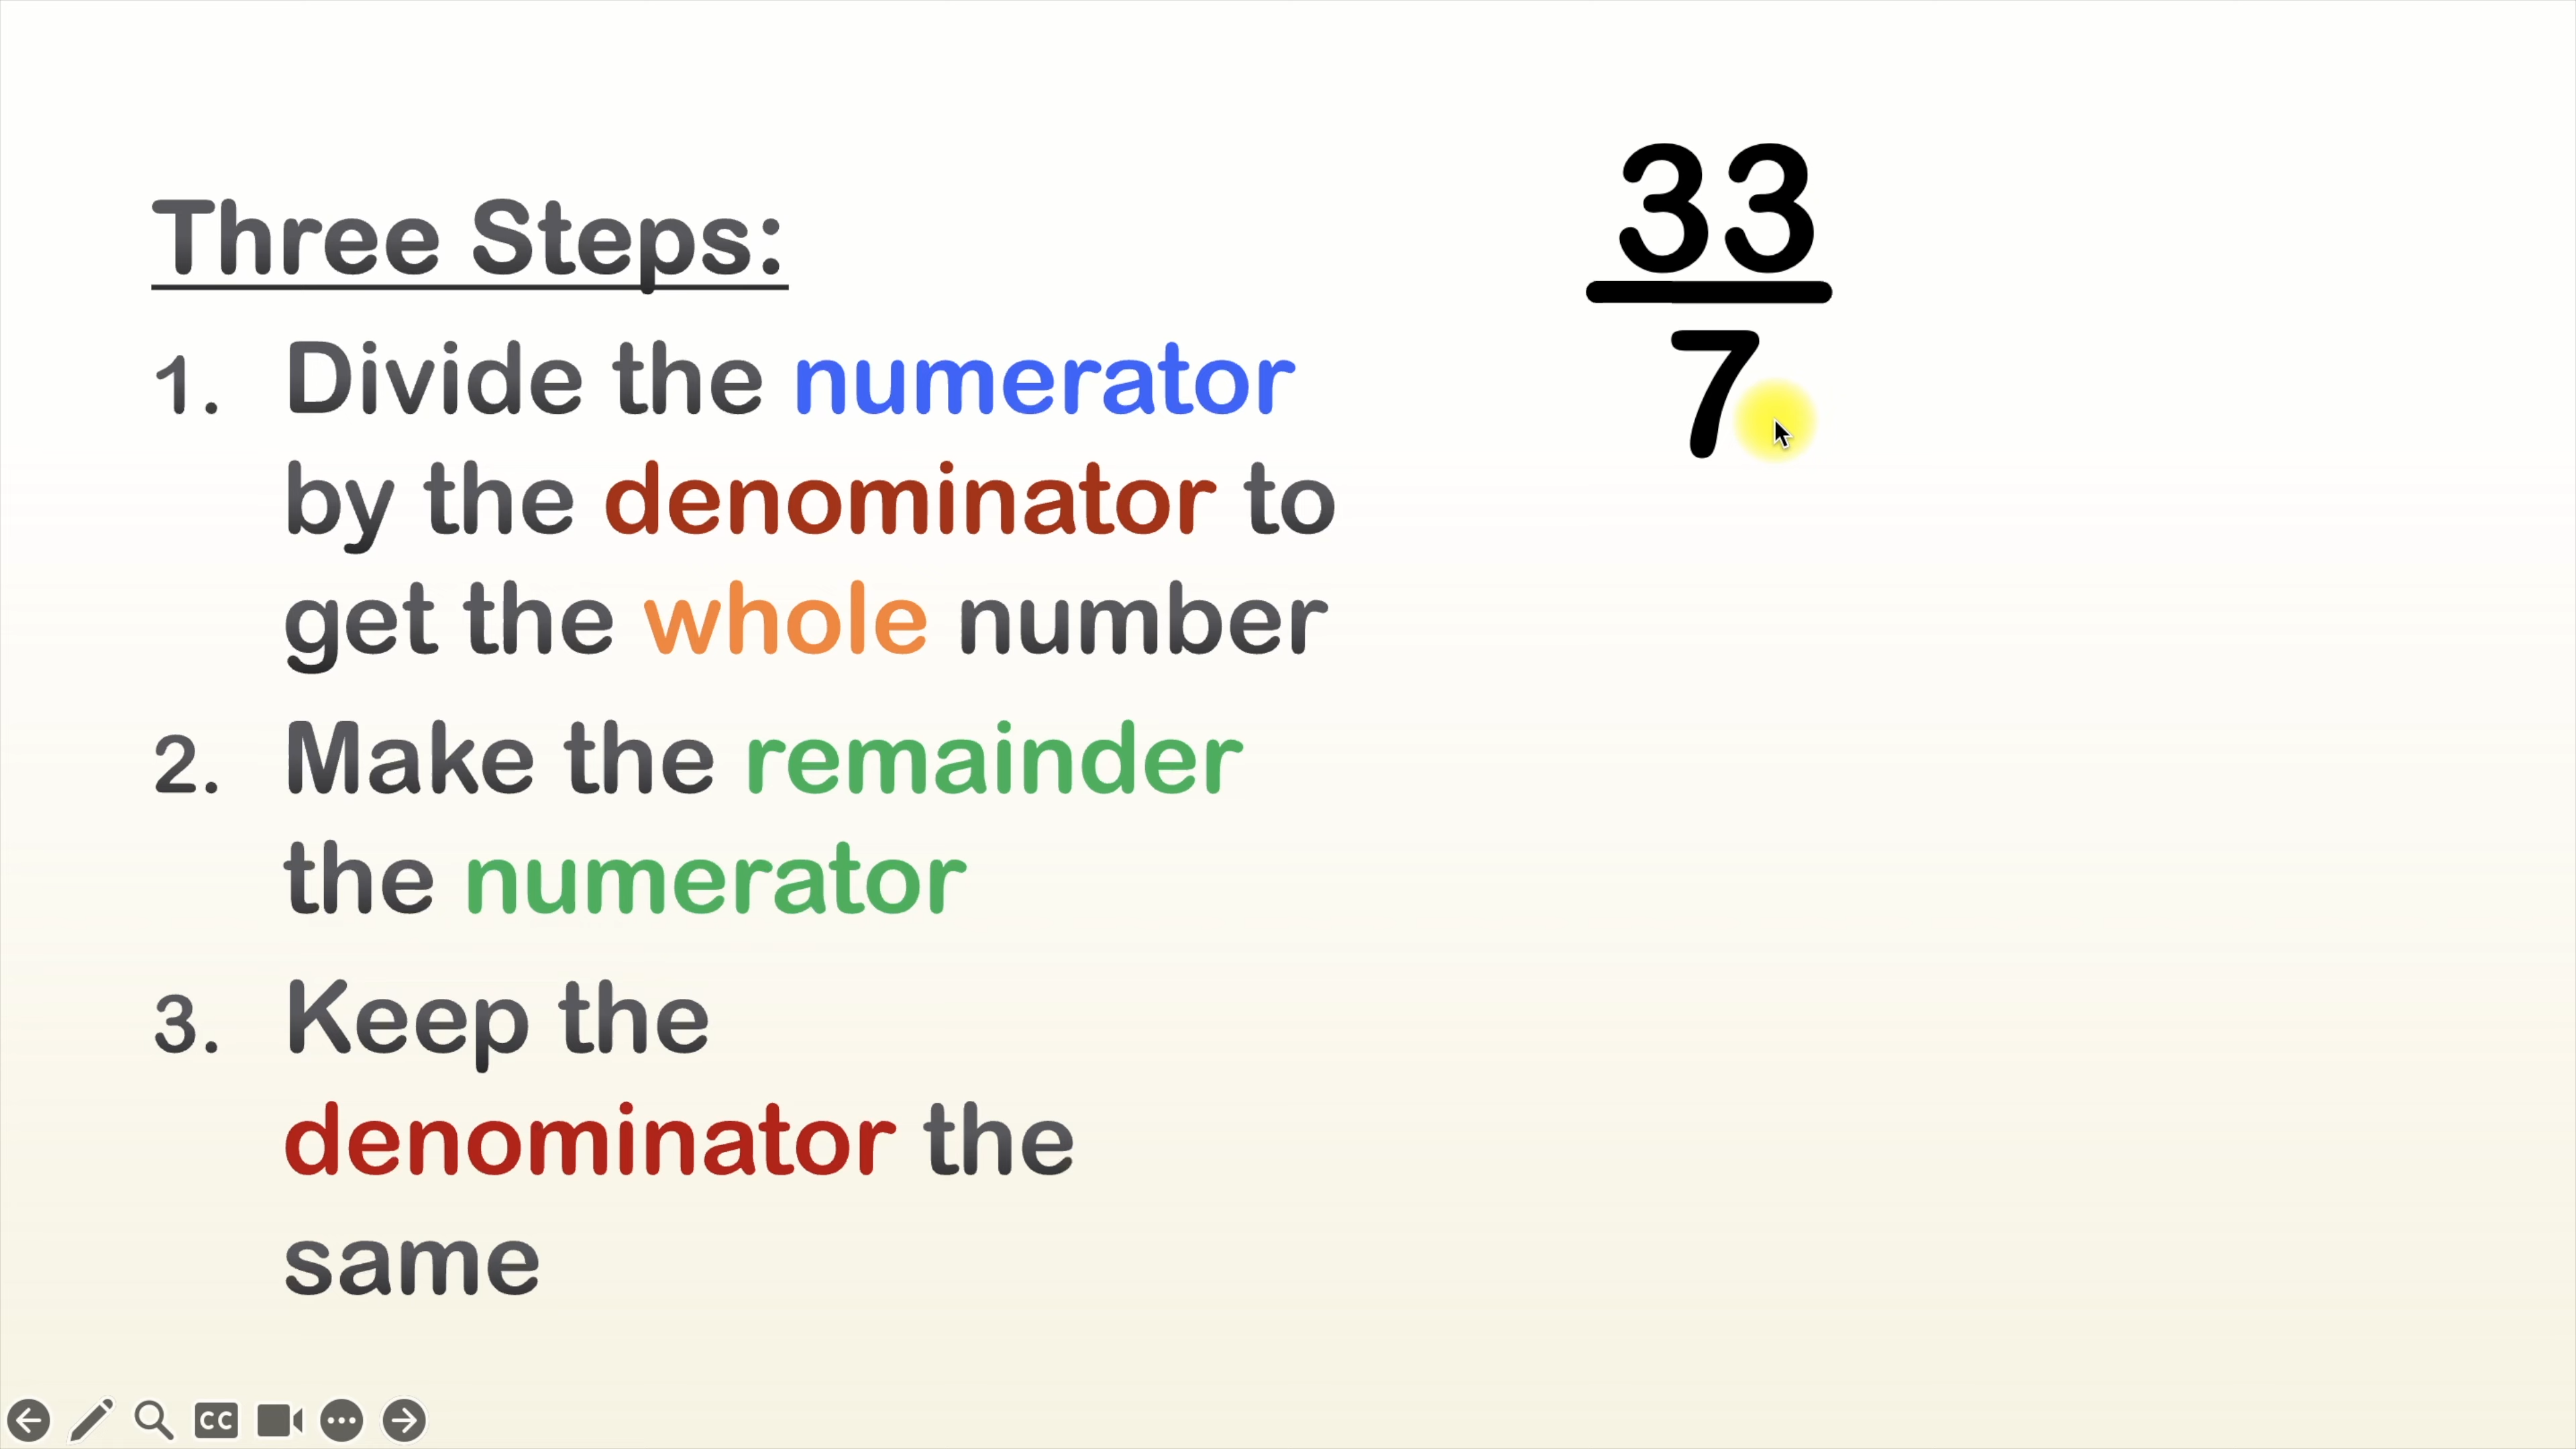 Three Steps:
1. Divide the numerator
by the denominator to
get the whole number
2. Make the remainder
the numerator
3. Keep the
denominator the
same
33
7
CC